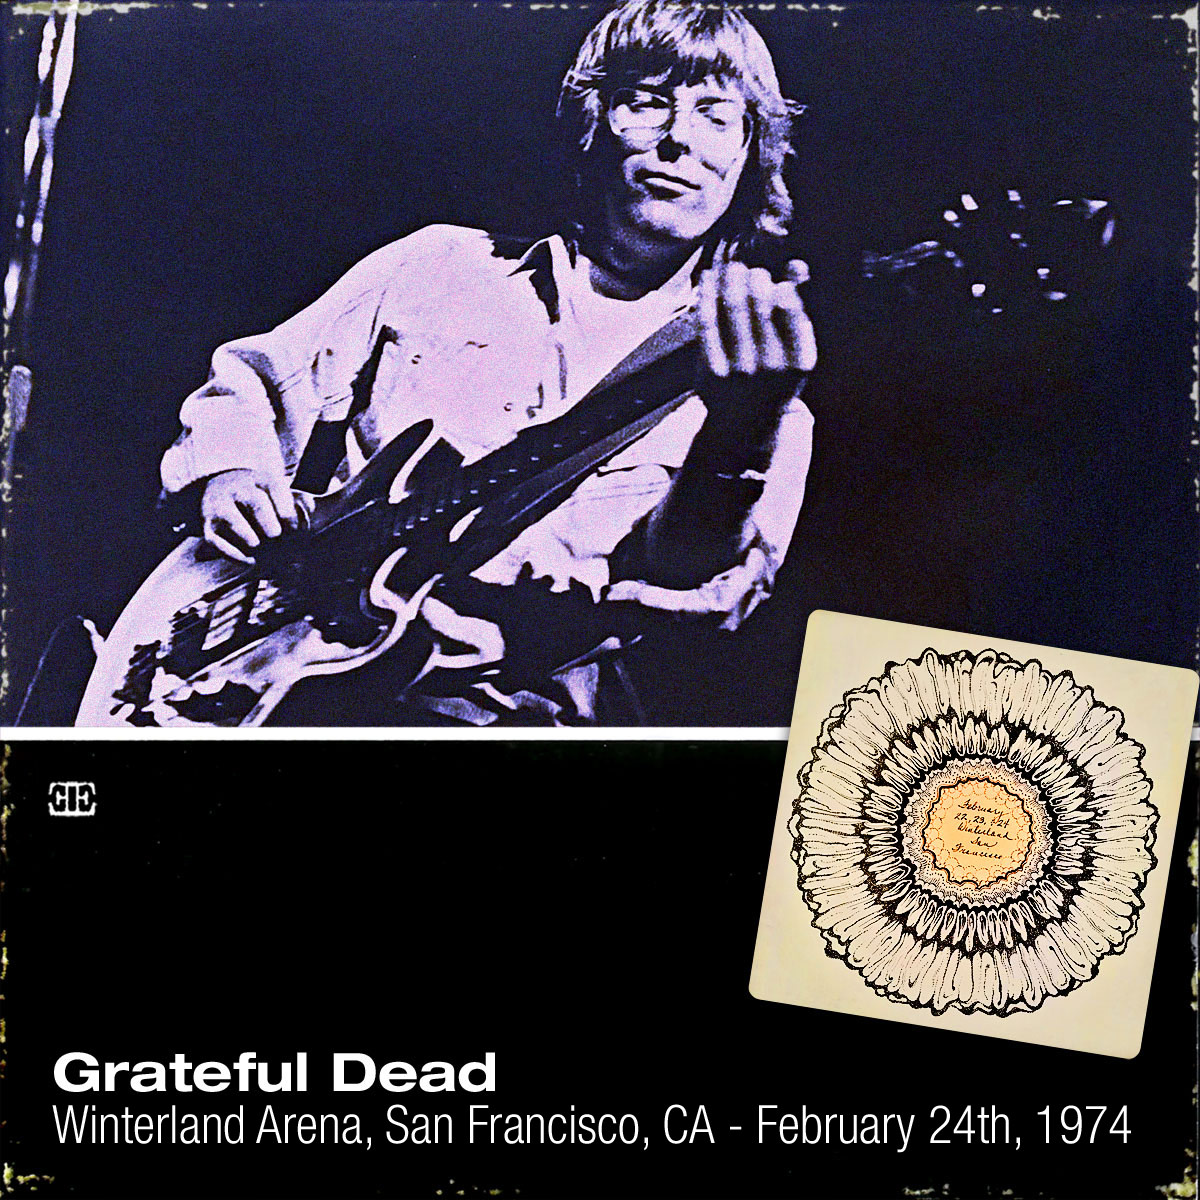 February
22, 23, & 24
Winterland
San
Francisco
Grateful Dead
Winterland Arena, San Francisco, CA - February 24th, 1974